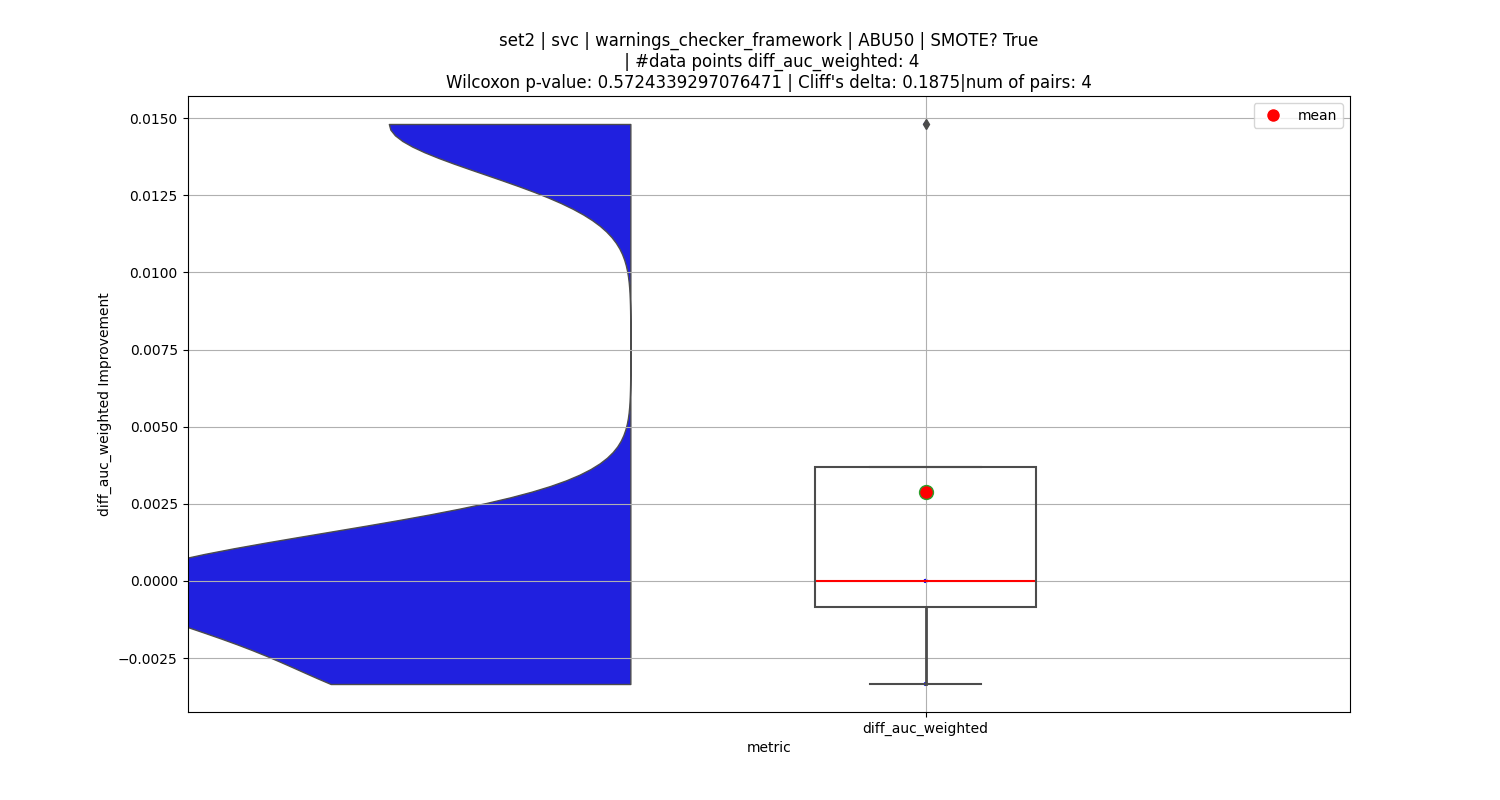 set2 | svc | warnings_checker_framework | ABU50 | SMOTE? True
| #data points diff_auc_weighted: 4
Wilcoxon p-value: 0.5724339297076471 | Cliff's delta: 0.1875|num of pairs: 4
mean
0.0150
0.0125
0.0100
0.0075
0.0050
0.0025
0.0000
−0.0025
diff_auc_weighted Improvement
diff_auc_weighted
metric